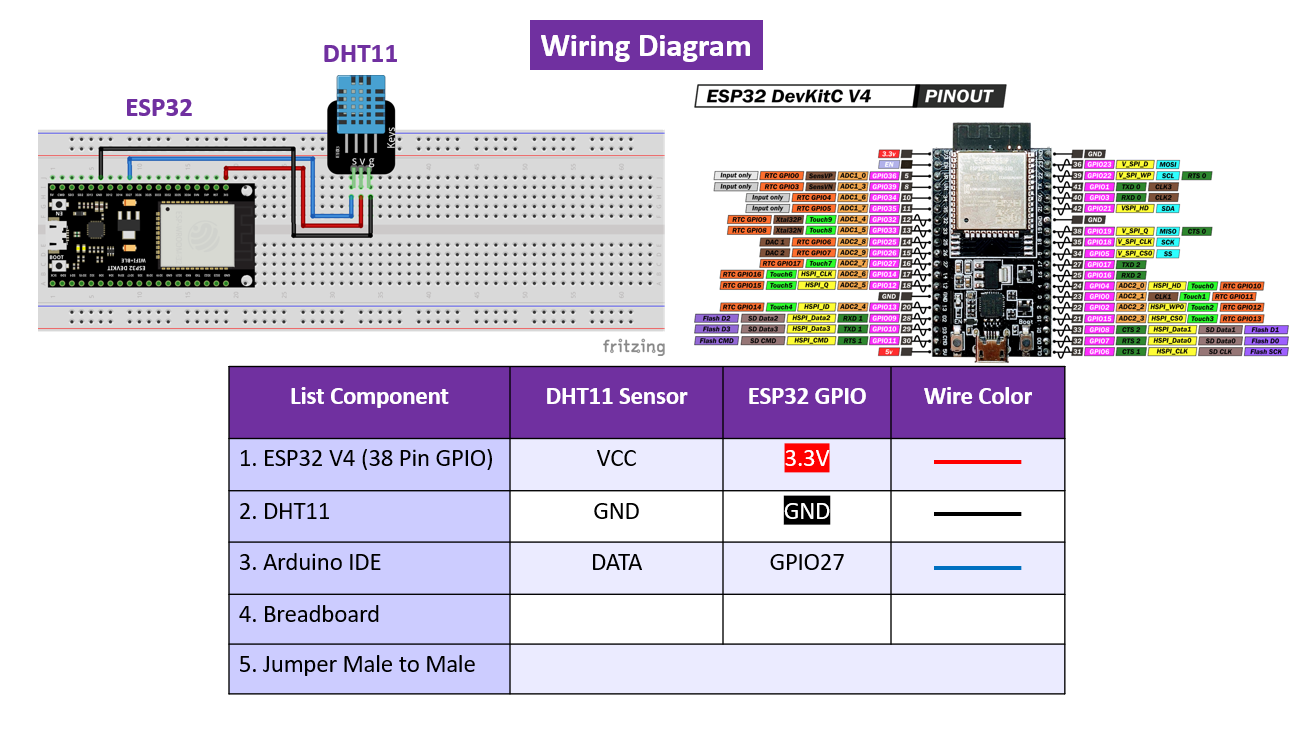 Wiring Diagram
DHT11
ESP32
Keys
S V g
EN
BOOT
ESP32 DEVKIT
WIFI-BLE
fritzing
ESP32 DevKitC V4 PINOUT
3.3v
EN
Input only RTC GPIO0 SensVP ADC1_0 GPIO36 5
Input only RTC GPIO3 SensVN ADC1_3 GPIO39 8
Input only RTC GPIO4 ADC1_6 GPIO34 10
Input only RTC GPIO5 ADC1_7 GPIO35 11
RTC GPIO9 Xtal32P Touch9 ADC1_4 GPIO32 12
RTC GPIO8 Xtal32N Touch8 ADC1_5 GPIO33 13
DAC 1 RTC GPIO6 ADC2_8 GPIO25 14
DAC 2 RTC GPIO7 ADC2_9 GPIO26 15
RTC GPIO17 Touch7 ADC2_7 GPIO27 16
RTC GPIO16 Touch6 HSPI_CLK ADC2_6 GPIO14 17
RTC GPIO15 Touch5 HSPI_Q ADC2_5 GPIO12 18
GND
RTC GPIO14 Touch4 HSPI_ID ADC2_4 GPIO13 20
Flash D2 SD Data2 HSPI_Data2 RXD 1 GPIO09 28
Flash D3 SD Data3 HSPI_Data3 TXD 1 GPIO10 29
Flash CMD SD CMD HSPI_CMD RTS 1 GPIO11 30
5v
GND
36 GPIO23 V_SPI_D MOSI
39 GPIO22 V_SPI_WP SCL RTS 0
41 GPIO1 TXD 0 CLK3
40 GPIO3 RXD 0 CLK2
42 GPIO21 VSPI_HD SDA
GND
38 GPIO19 V_SPI_Q MISO CTS 0
35 GPIO18 V_SPI_CLK SCK
34 GPIO5 V_SPI_CS0 SS
27 GPIO17 TXD 2
25 GPIO16 RXD 2
24 GPIO4 ADC2_0 HSPI_HD Touch0 RTC GPIO10
23 GPIO0 ADC2_1 CLK1 Touch1 RTC GPIO11
22 GPIO2 ADC2_2 HSPI_WP0 Touch2 RTC GPIO12
21 GPIO15 ADC2_3 HSPI_CS0 Touch3 RTC GPIO13
33 GPIO8 CTS 2 HSPI_Data1 SD Data1 Flash D1
32 GPIO7 RTS 2 HSPI_Data0 SD Data0 Flash D0
31 GPIO6 CTS 1 HSPI_CLK SD CLK Flash SCK
Boot
List Component DHT11 Sensor ESP32 GPIO Wire Color
1. ESP32 V4 (38 Pin GPIO) VCC 3.3V
2. DHT11 GND GND
3. Arduino IDE DATA GPIO27
4. Breadboard
5. Jumper Male to Male